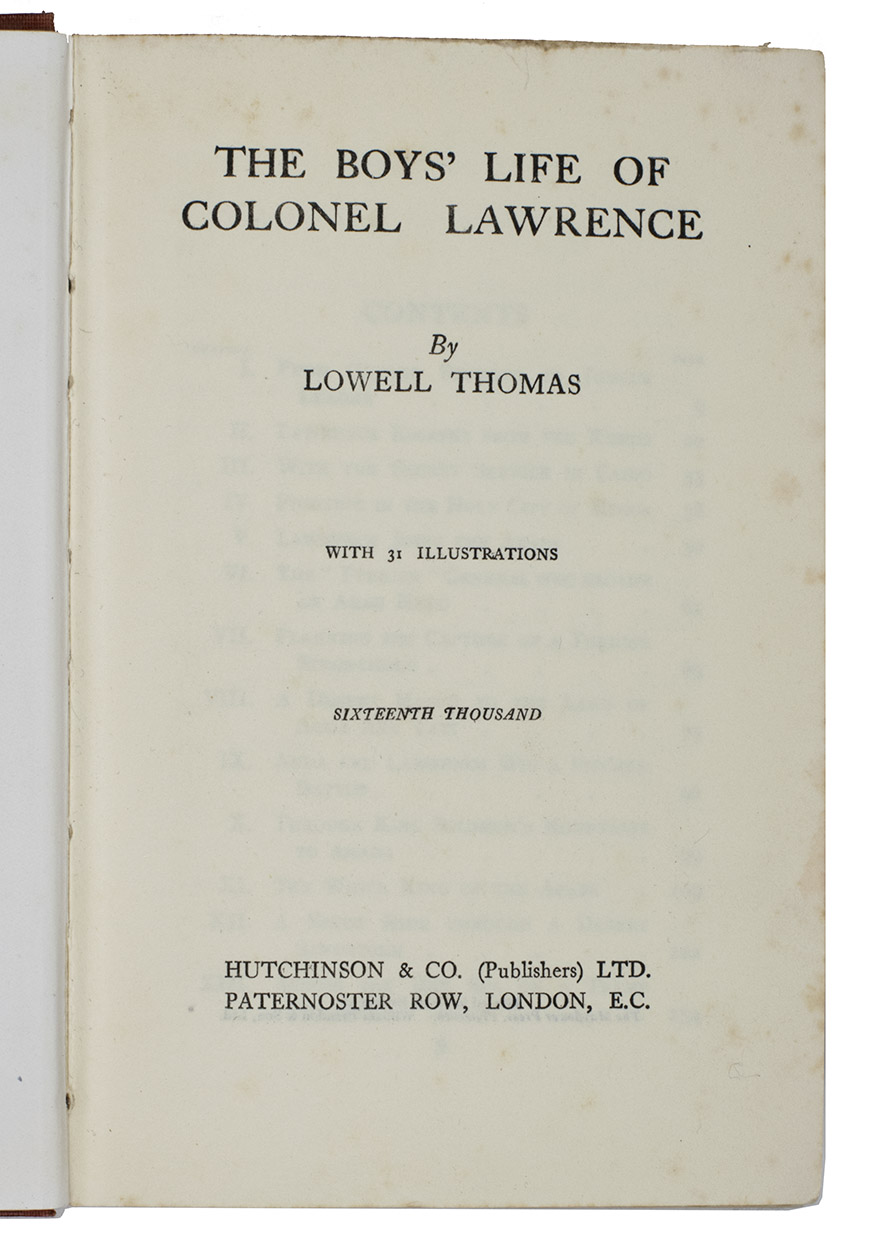 THE BOYS’ LIFE OF
COLONEL LAWRENCE
By
LOWELL THOMAS
WITH 31 ILLUSTRATIONS
SIXTEENTH THOUSAND
HUTCHINSON & CO. (Publishers) LTD.
PATERNOSTER ROW, LONDON, E.C.